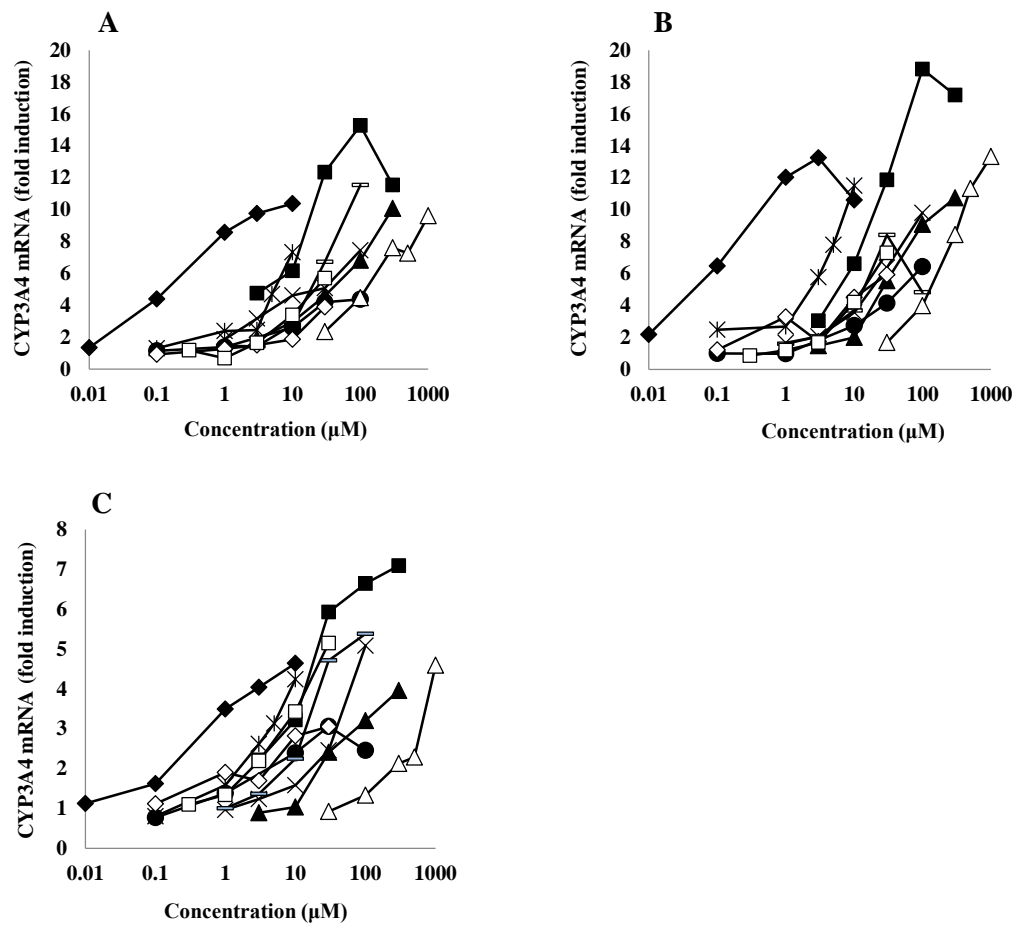 A
CYP3A4 mRNA (fold induction)
20
18
16
14
12
10
8
6
4
2
0
0.01 0.1 1 10 100 1000
Concentration (µM)
B
CYP3A4 mRNA (fold induction)
20
18
16
14
12
10
8
6
4
2
0
0.01 0.1 1 10 100 1000
Concentration (µM)
C
CYP3A4 mRNA (fold induction)
8
7
6
5
4
3
2
1
0
0.01 0.1 1 10 100 1000
Concentration (µM)